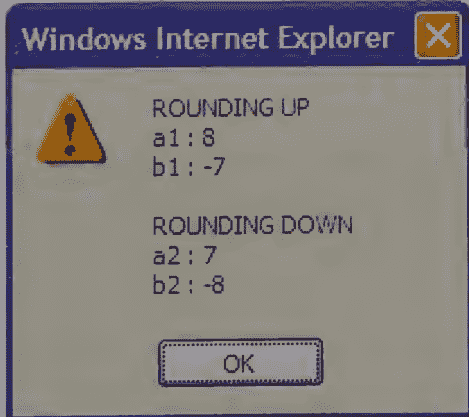 Windows Internet Explorer
ROUNDING UP
a1 : 8
b1 : -7
ROUNDING DOWN
a2 : 7
b2 : -8
OK